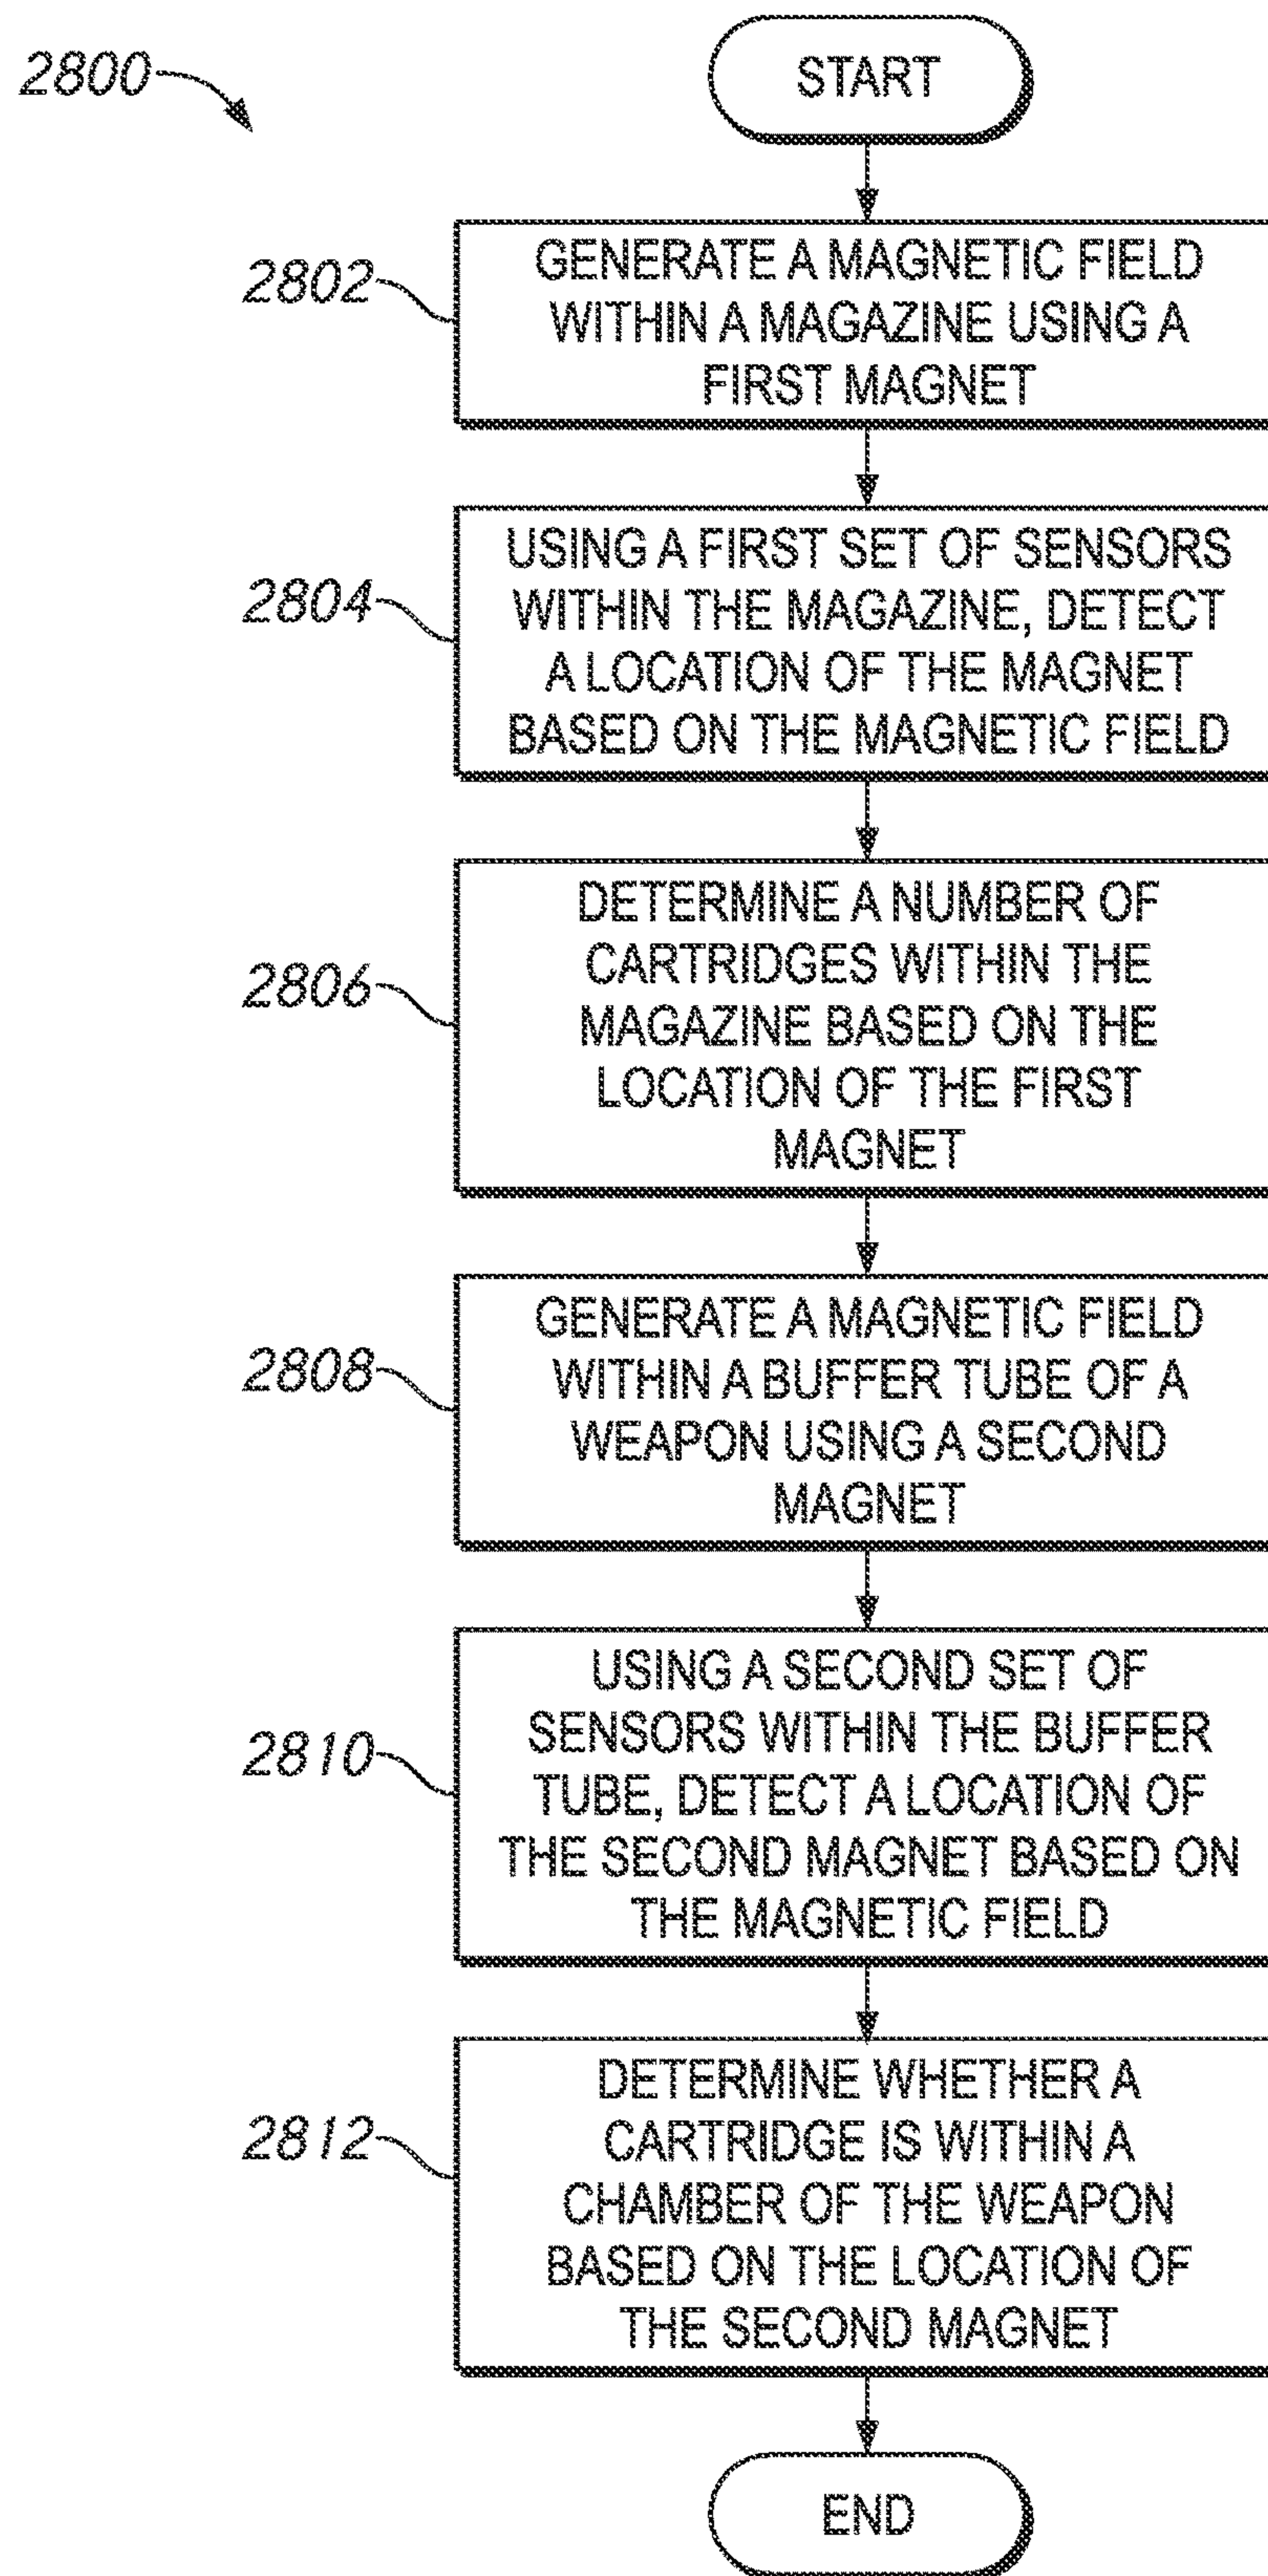 2800
START
2802
GENERATE A MAGNETIC FIELD
WITHIN A MAGAZINE USING A
FIRST MAGNET
2804
USING A FIRST SET OF SENSORS
WITHIN THE MAGAZINE, DETECT
A LOCATION OF THE MAGNET
BASED ON THE MAGNETIC FIELD
2806
DETERMINE A NUMBER OF
CARTRIDGES WITHIN THE
MAGAZINE BASED ON THE
LOCATION OF THE FIRST
MAGNET
2808
GENERATE A MAGNETIC FIELD
WITHIN A BUFFER TUBE OF A
WEAPON USING A SECOND
MAGNET
2810
USING A SECOND SET OF
SENSORS WITHIN THE BUFFER
TUBE, DETECT A LOCATION OF
THE SECOND MAGNET BASED ON
THE MAGNETIC FIELD
2812
DETERMINE WHETHER A
CARTRIDGE IS WITHIN A
CHAMBER OF THE WEAPON
BASED ON THE LOCATION OF
THE SECOND MAGNET
END